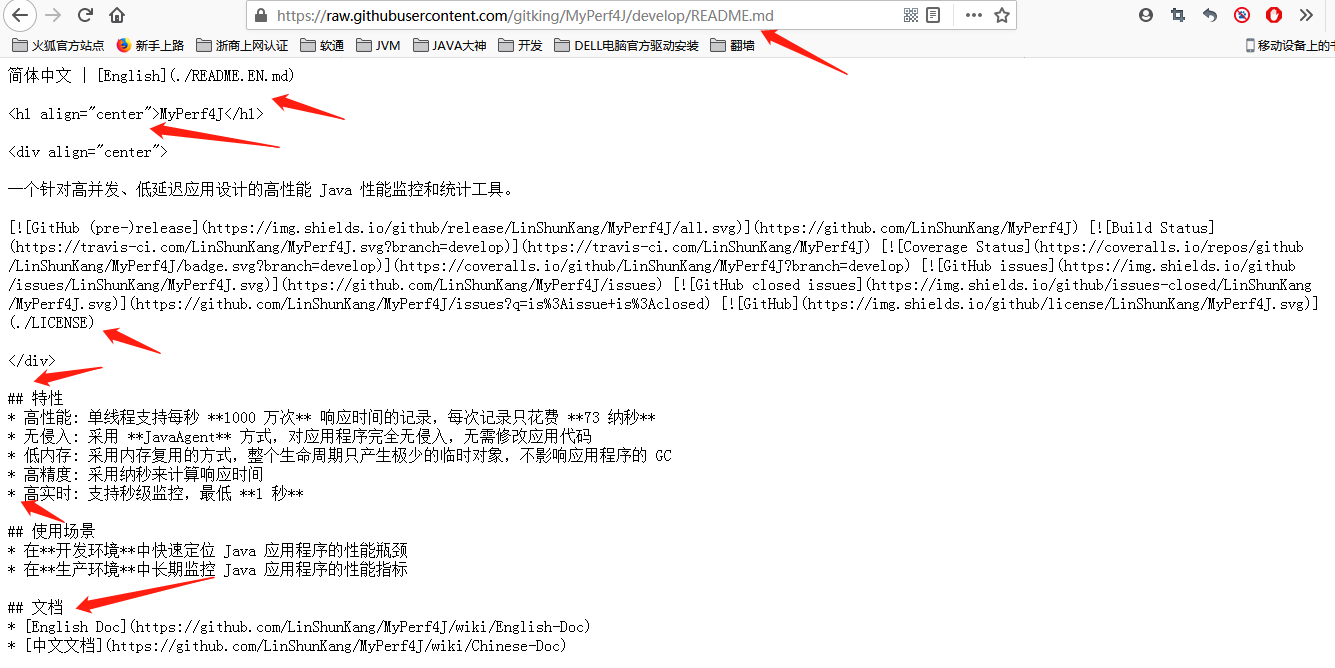 https://raw.githubusercontent.com/gitking/MyPerf4J/develop/README.md
火狐官方站点 新手上路 浙商上网认证 软通 JVM JAVA大神 开发 DELL电脑官方驱动安装 翻墙 移动设备上的书
简体中文 | [English](./README.EN.md)
<h1 align="center">MyPerf4J</h1>
<div align="center">
一个针对高并发、低延迟应用设计的高性能 Java 性能监控和统计工具。
[![GitHub (pre-)release](https://img.shields.io/github/release/LinShunKang/MyPerf4J/all.svg)](https://github.com/LinShunKang/MyPerf4J) [![Build Status]
(https://travis-ci.com/LinShunKang/MyPerf4J.svg?branch=develop)](https://travis-ci.com/LinShunKang/MyPerf4J) [![Coverage Status](https://coveralls.io/repos/github
/LinShunKang/MyPerf4J/badge.svg?branch=develop)](https://coveralls.io/github/LinShunKang/MyPerf4J?branch=develop) [![GitHub issues](https://img.shields.io/github
/issues/LinShunKang/MyPerf4J.svg)](https://github.com/LinShunKang/MyPerf4J/issues) [![GitHub closed issues](https://img.shields.io/github/issues-closed/LinShunKang
/MyPerf4J.svg)](https://github.com/LinShunKang/MyPerf4J/issues?q=is%3Aissue+is%3Aclosed) [![GitHub](https://img.shields.io/github/license/LinShunKang/MyPerf4J.svg)]
(./LICENSE)
</div>
## 特性
* 高性能: 单线程支持每秒 **1000 万次** 响应时间的记录，每次记录只花费 **73 纳秒**
* 无侵入: 采用 **JavaAgent** 方式，对应用程序完全无侵入，无需修改应用代码
* 低内存: 采用内存复用的方式，整个生命周期只产生极少的临时对象，不影响应用程序的 GC
* 高精度: 采用纳秒来计算响应时间
* 高实时: 支持秒级监控，最低 **1 秒**
## 使用场景
* 在**开发环境**中快速定位 Java 应用程序的性能瓶颈
* 在**生产环境**中长期监控 Java 应用程序的性能指标
## 文档
* [English Doc](https://github.com/LinShunKang/MyPerf4J/wiki/English-Doc)
* [中文文档](https://github.com/LinShunKang/MyPerf4J/wiki/Chinese-Doc)